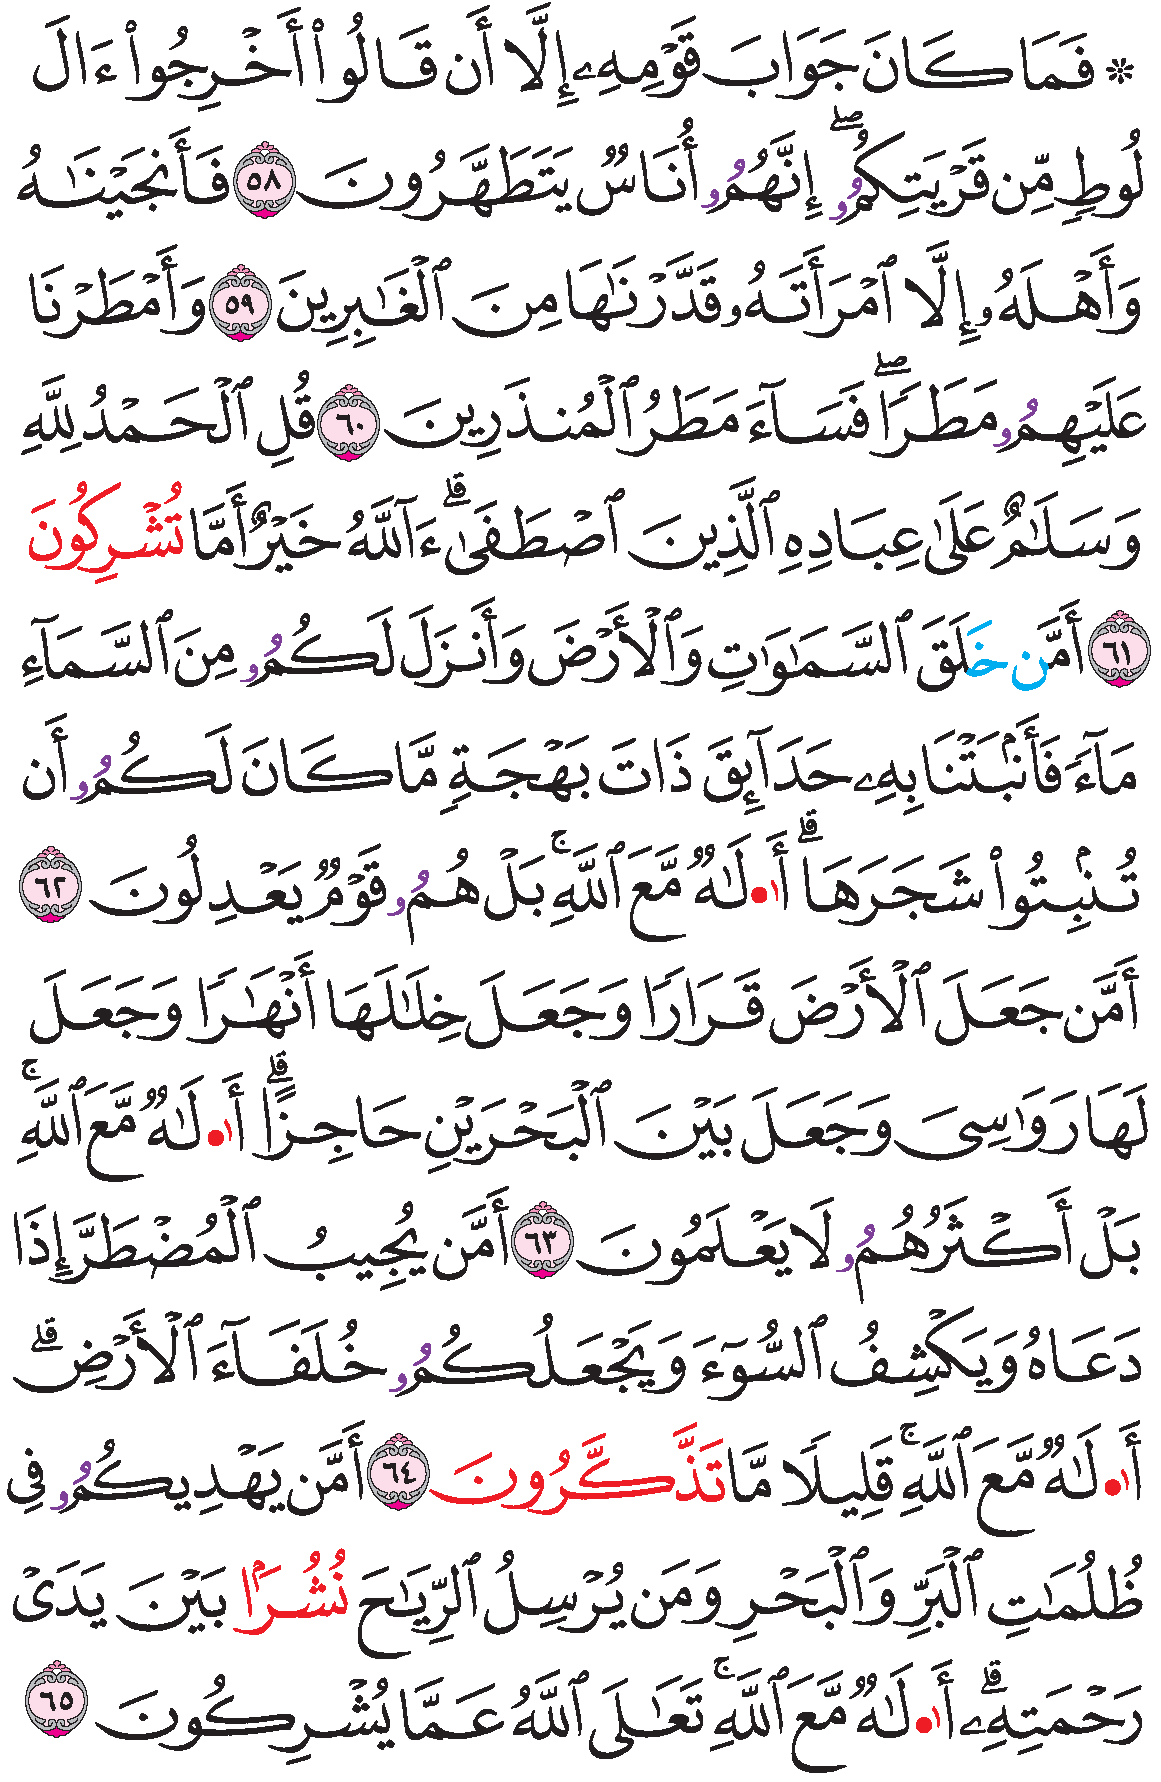 ۞ فَمَا كَانَ جَوَابَ قَوْمِهِۦٓ إِلَّآ أَن قَالُوٓا۟ أَخْرِجُوٓا۟ ءَالَ
لُوطٍۢ مِّن قَرْيَتِكُمُۥٓۖ إِنَّهُمُۥٓ أُنَاسٌۭ يَتَطَهَّرُونَ ٥٨ فَأَنجَيْنَـٰهُ
وَأَهْلَهُۥٓ إِلَّا ٱمْرَأَتَهُۥ قَدَّرْنَـٰهَا مِنَ ٱلْغَـٰبِرِينَ ٥٩ وَأَمْطَرْنَا
عَلَيْهِمُۥ مَطَرًۭاۖ فَسَآءَ مَطَرُ ٱلْمُنذَرِينَ ٦٠ قُلِ ٱلْحَمْدُ لِلَّهِ
وَسَلَـٰمٌ عَلَىٰ عِبَادِهِ ٱلَّذِينَ ٱصْطَفَىٰٓۗ ءَآللَّهُ خَيْرٌ أَمَّا تُشْرِكُونَ
٦١ أَمَّن خَلَقَ ٱلسَّمَـٰوَٰتِ وَٱلْأَرْضَ وَأَنزَلَ لَكُمُۥ مِنَ ٱلسَّمَآءِ
مَآءًۭ فَأَنۢبَتْنَا بِهِۦ حَدَآئِقَ ذَاتَ بَهْجَةٍۢ مَّا كَانَ لَكُمُۥٓ أَن
تُنۢبِتُوا۟ شَجَرَهَآۗ أَ۟ا۬لَـٰهٌۭ مَّعَ ٱللَّهِۚ بَلْ هُمُۥ قَوْمٌۭ يَعْدِلُونَ ٦٢
أَمَّن جَعَلَ ٱلْأَرْضَ قَرَارًۭا وَجَعَلَ خِلَـٰلَهَآ أَنْهَـٰرًۭا وَجَعَلَ
لَهَا رَوَٰسِىَ وَجَعَلَ بَيْنَ ٱلْبَحْرَيْنِ حَاجِزًاۗ أَ۟ا۬لَـٰهٌۭ مَّعَ ٱللَّهِۚ
بَلْ أَكْثَرُهُمُۥ لَا يَعْلَمُونَ ٦٣ أَمَّن يُجِيبُ ٱلْمُضْطَرَّ إِذَا
دَعَاهُ وَيَكْشِفُ ٱلسُّوٓءَ وَيَجْعَلُكُمُۥ خُلَفَآءَ ٱلْأَرْضِۗ
أَ۟ا۬لَـٰهٌۭ مَّعَ ٱللَّهِۚ قَلِيلًۭا مَّا تَذَّكَّرُونَ ٦٤ أَمَّن يَهْدِيكُمُۥ فِى
ظُلُمَـٰتِ ٱلْبَرِّ وَٱلْبَحْرِ وَمَن يُرْسِلُ ٱلرِّيَـٰحَ نُشُرًۢا بَيْنَ يَدَىْ
رَحْمَتِهِۦٓۗ أَ۟ا۬لَـٰهٌۭ مَّعَ ٱللَّهِۚ تَعَـٰلَى ٱللَّهُ عَمَّا يُشْرِكُونَ ٦٥